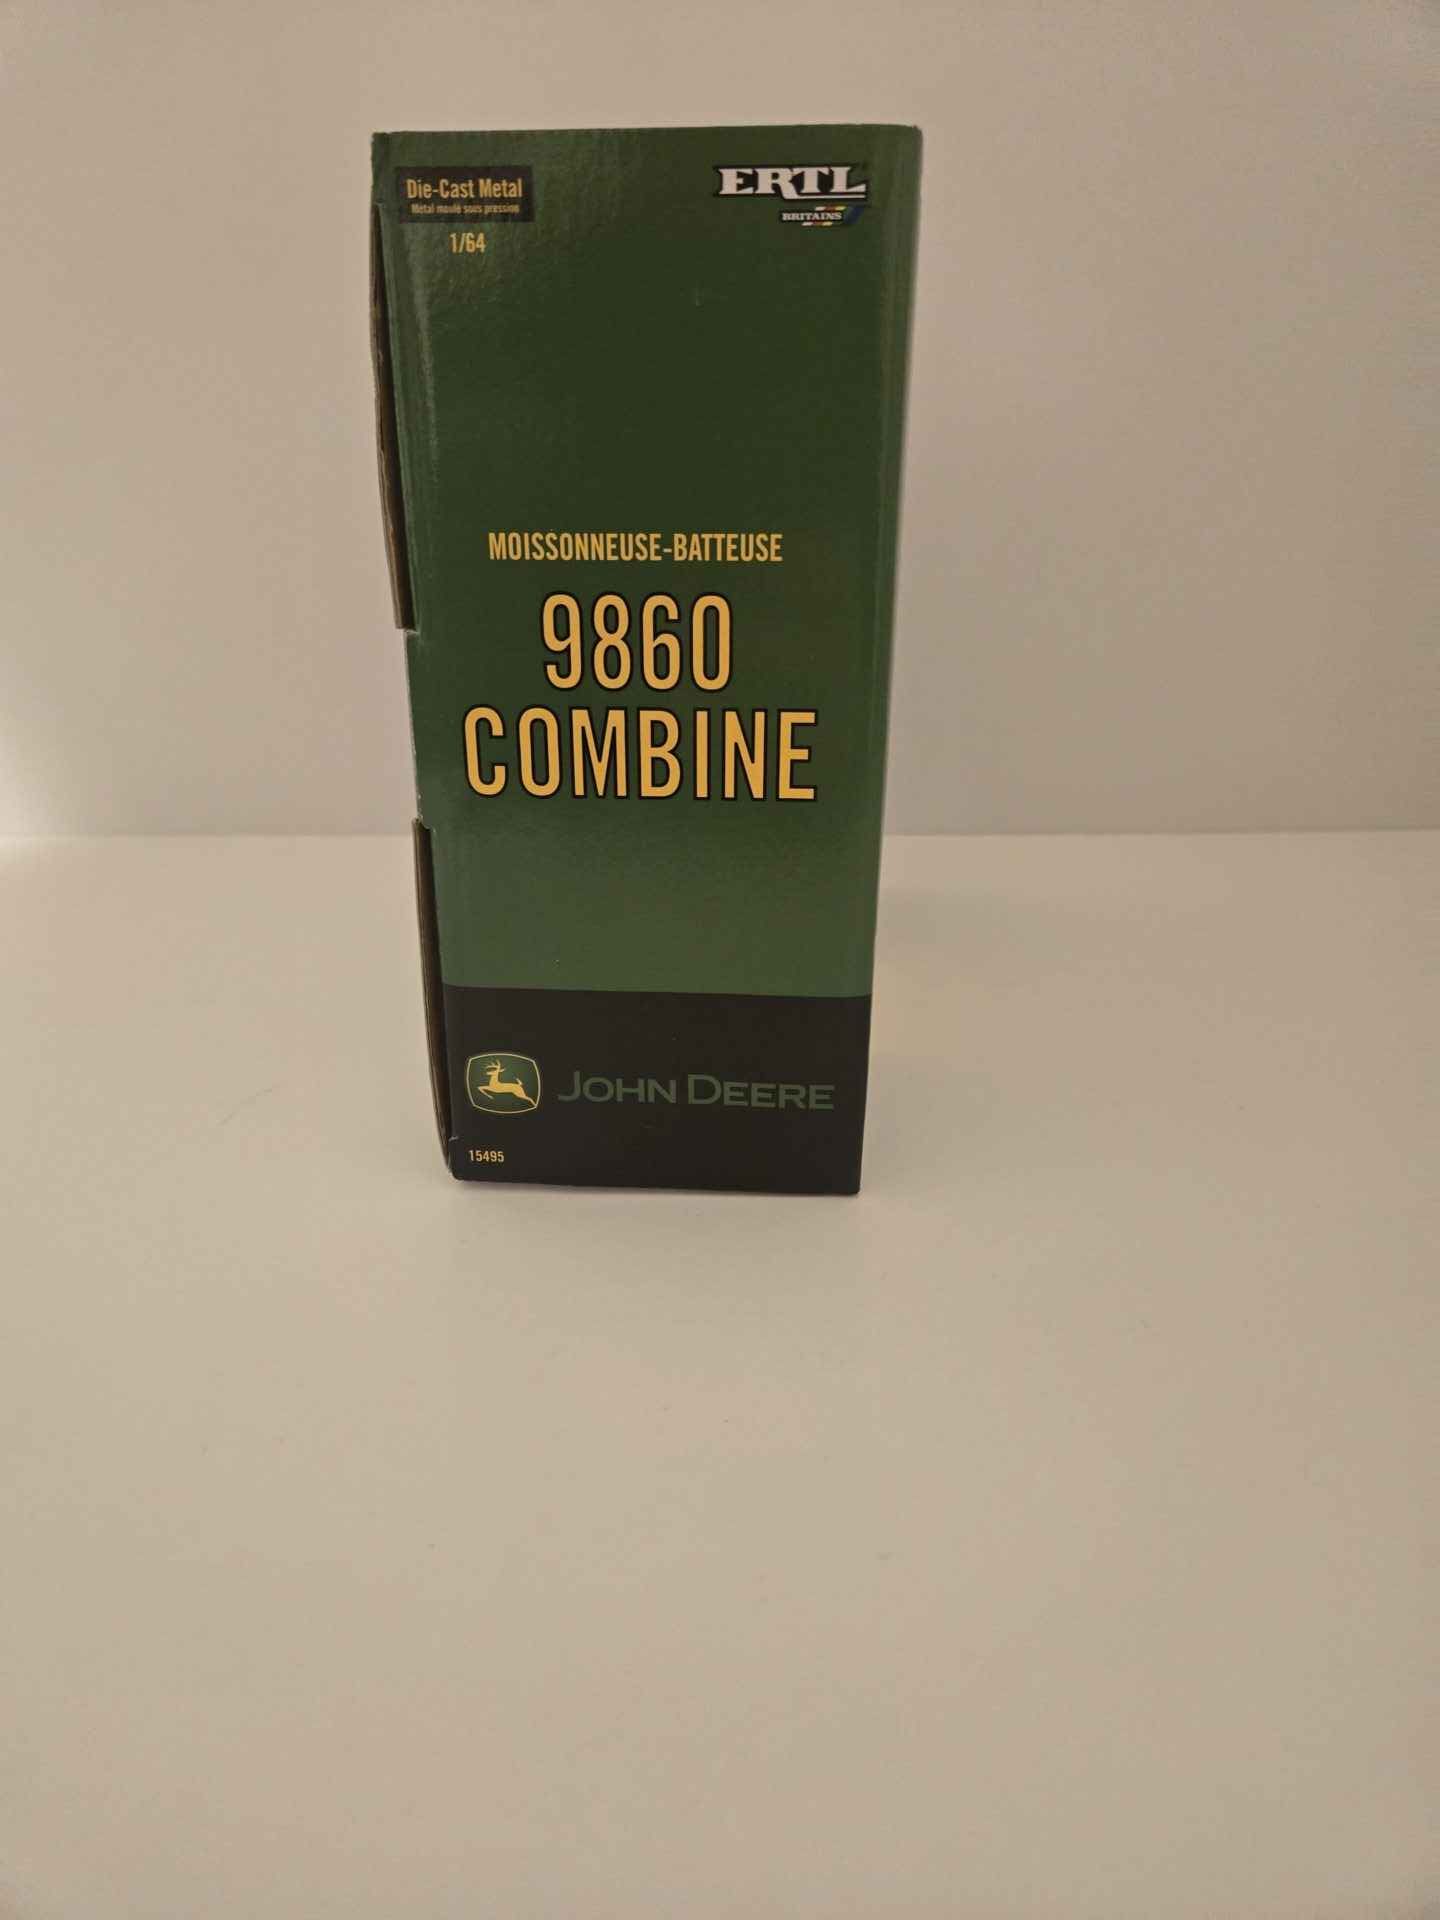 Die-Cast Metal
Métal moulé sous pression
1/64
ERTL
BRITAINS
MOISSONNEUSE-BATTEUSE
9860
COMBINE
JOHN DEERE
15495